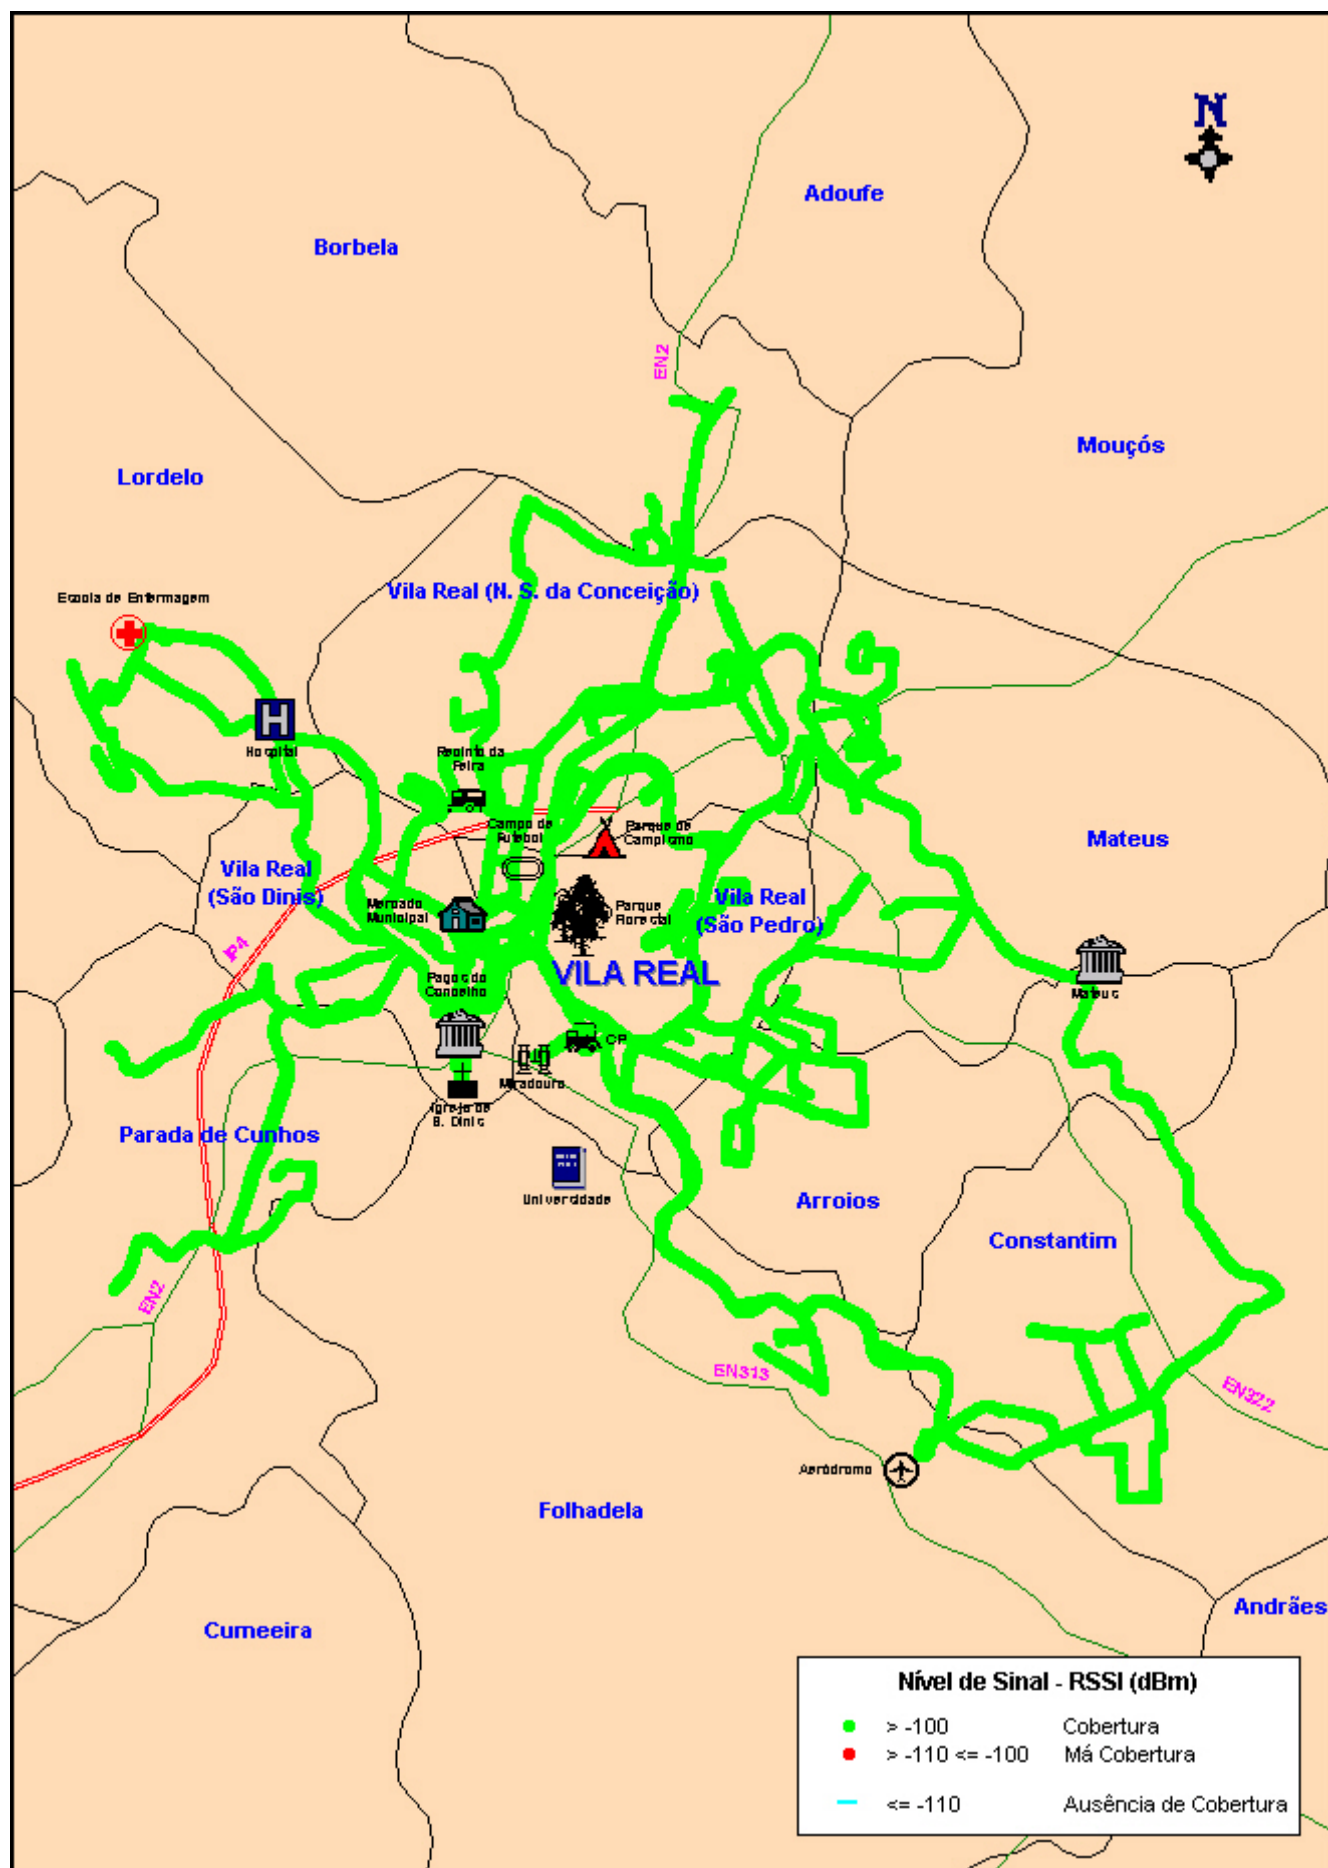 N
Adoufe
Borbela
EN2
Mouçós
Lordelo
Vila Real (N. S. da Conceição)
Escola de Enfermagem
H
Hospital
Recinto da
Feira
Campo de
Futebol
Parque de
Campismo
Mateus
Vila Real
(São Dinis)
Mercado
Municipal
Parque
Florestal
Vila Real
(São Pedro)
IP4
VILA REAL
Paços do
Concelho
Mateus
CP
Miradouro
Igreja de
S. Dinis
Parada de Cunhos
Universidade
Arroios
Constantim
EN2
EN313
EN322
Aeródromo
Folhadela
Andrães
Cumeeira
Nível de Sinal - RSSI (dBm)
> -100 Cobertura
> -110 <= -100 Má Cobertura
<= -110 Ausência de Cobertura